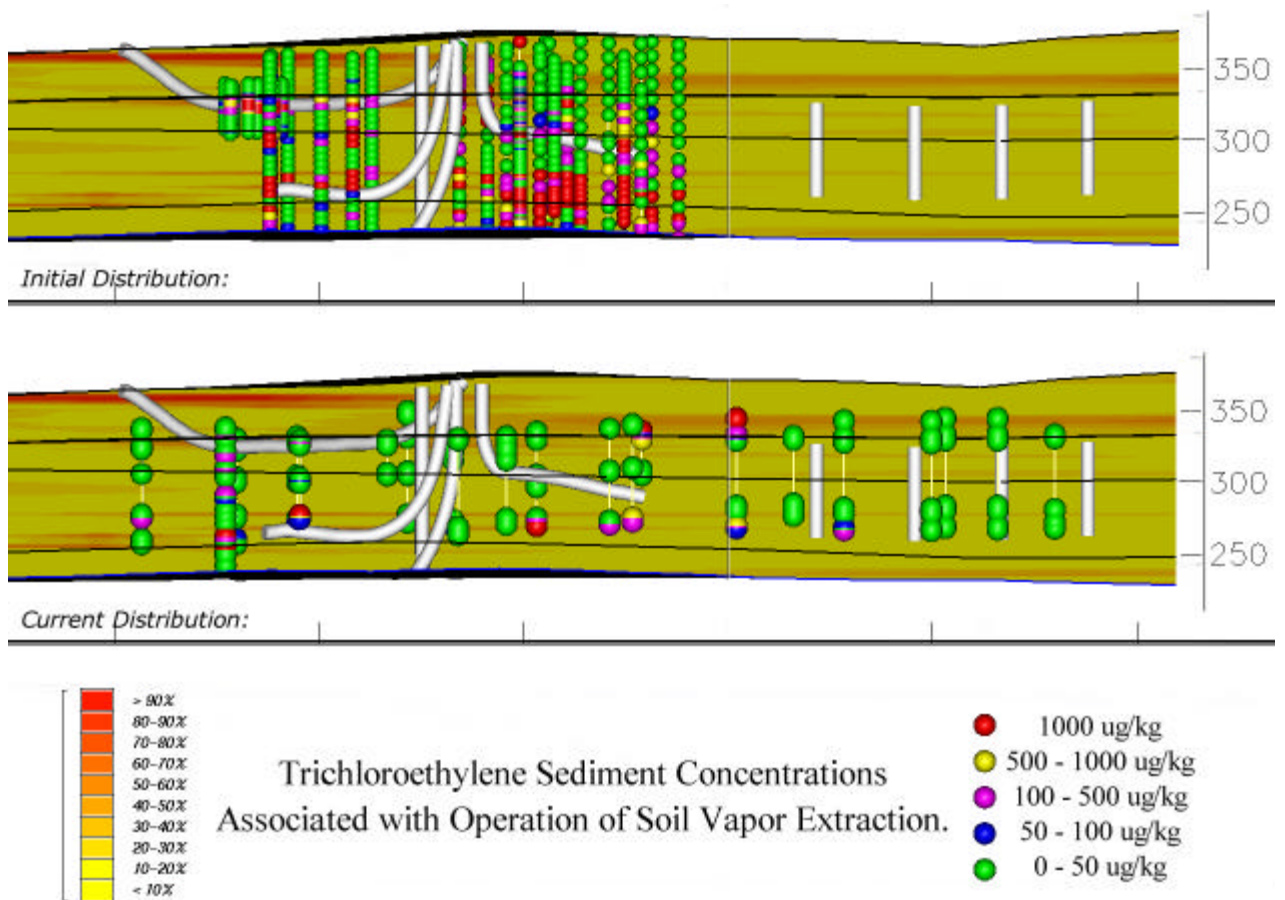 350
300
250
Initial Distribution:
350
300
250
Current Distribution:
> 90%
80-90%
70-80%
60-70%
50-60%
40-50%
30-40%
20-30%
10-20%
< 10%
Trichloroethylene Sediment Concentrations
Associated with Operation of Soil Vapor Extraction.
1000 ug/kg
500 - 1000 ug/kg
100 - 500 ug/kg
50 - 100 ug/kg
0 - 50 ug/kg